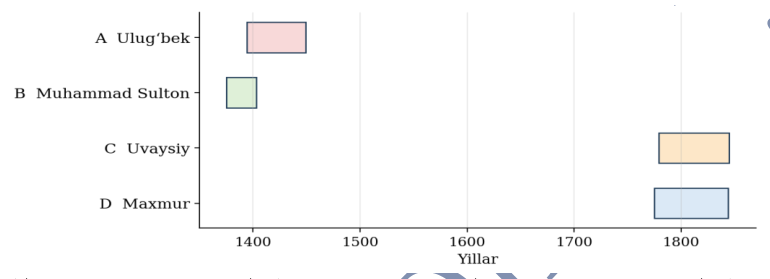 A Ulug‘bek
B Muhammad Sulton
C Uvaysiy
D Maxmur
1400 1500 1600 1700 1800
Yillar